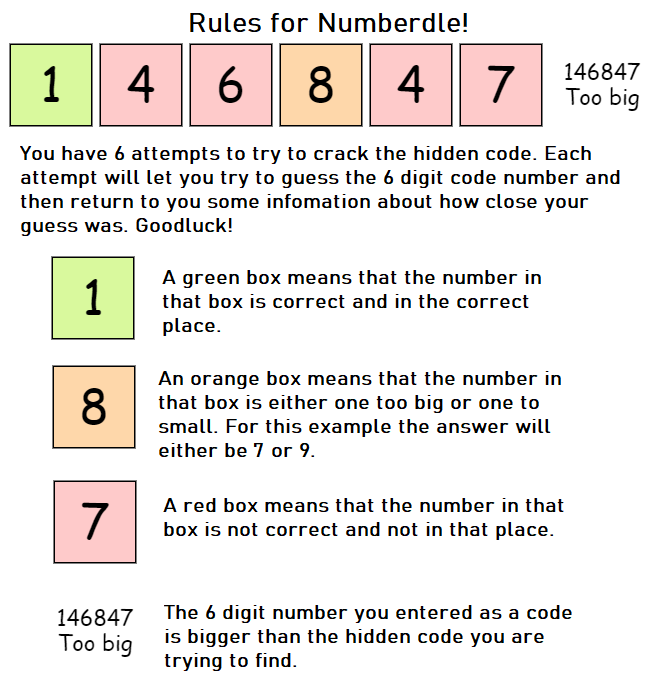 Rules for Numberdle!
1 4 6 8 4 7
146847
Too big
You have 6 attempts to try to crack the hidden code. Each
attempt will let you try to guess the 6 digit code number and
then return to you some infomation about how close your
guess was. Goodluck!
1
A green box means that the number in
that box is correct and in the correct
place.
8
An orange box means that the number in
that box is either one too big or one to
small. For this example the answer will
either be 7 or 9.
7
A red box means that the number in that
box is not correct and not in that place.
146847
Too big
The 6 digit number you entered as a code
is bigger than the hidden code you are
trying to find.